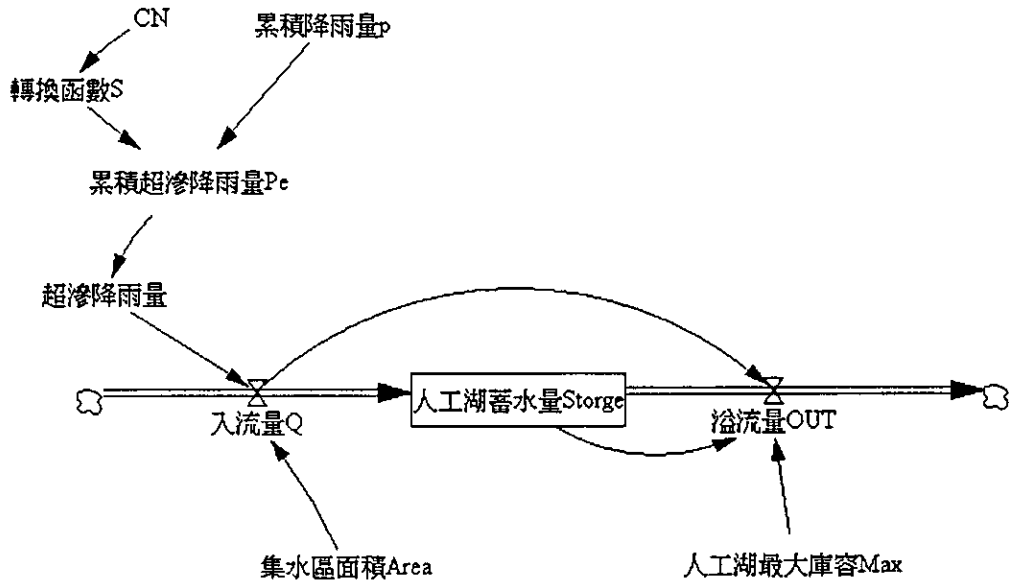 CN
累積降雨量p
轉換函數S
累積超滲降雨量Pe
超滲降雨量
人工湖蓄水量Storge
入流量Q
溢流量OUT
集水區面積Area
人工湖最大庫容Max